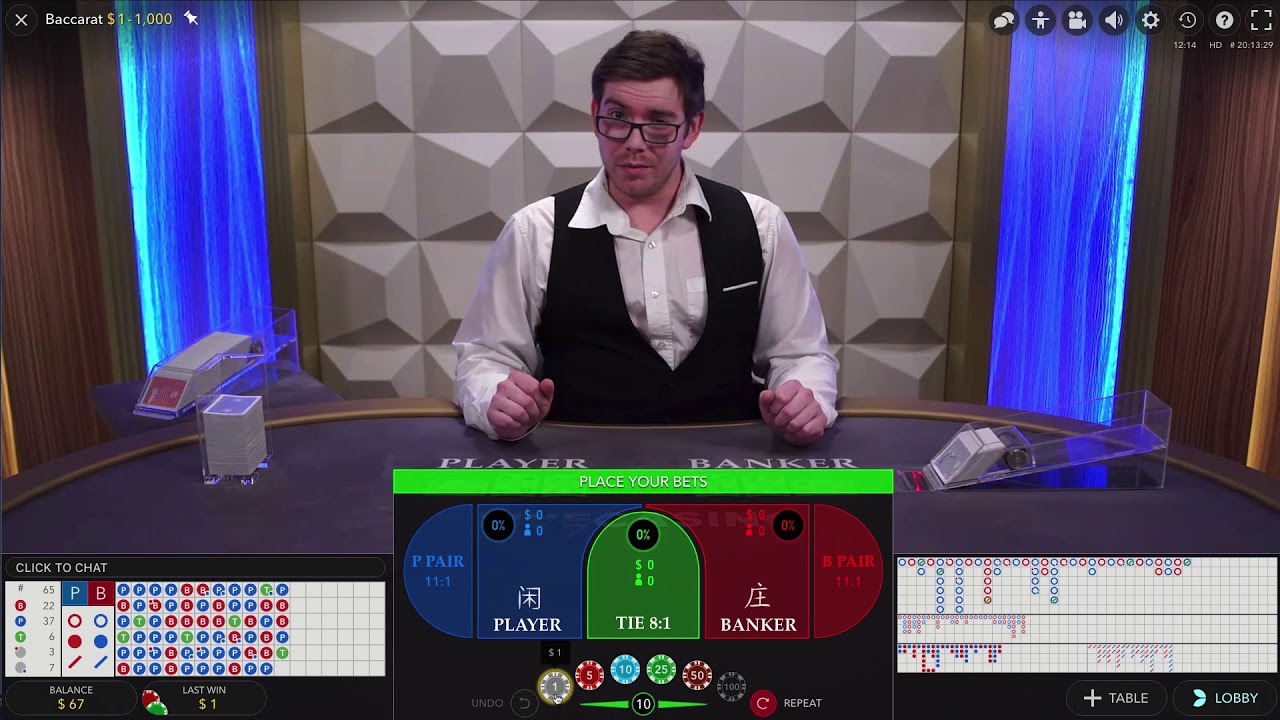 Baccarat $1-1,000
12:14 HD # 20:13:29
PLAYER BANKER
PLACE YOUR BETS
0% $ 0
0
0%
$ 0
0
$ 0 0%
0
P PAIR
11:1
闲
PLAYER
TIE 8:1
庄
BANKER
B PAIR
11:1
CLICK TO CHAT
# 65
B 22
P 37
T 6
3
7
P B
P P P P B B P P P T P
B P B P P P P P B B B
P T P P B B B T B B B
T P P P T P P B P B P
P P P B P P P P B B T
B P B P P P P B P P
BALANCE
$ 67
LAST WIN
$ 1
$ 1
1 5 10 25 50 100
UNDO
10
REPEAT
TABLE
LOBBY